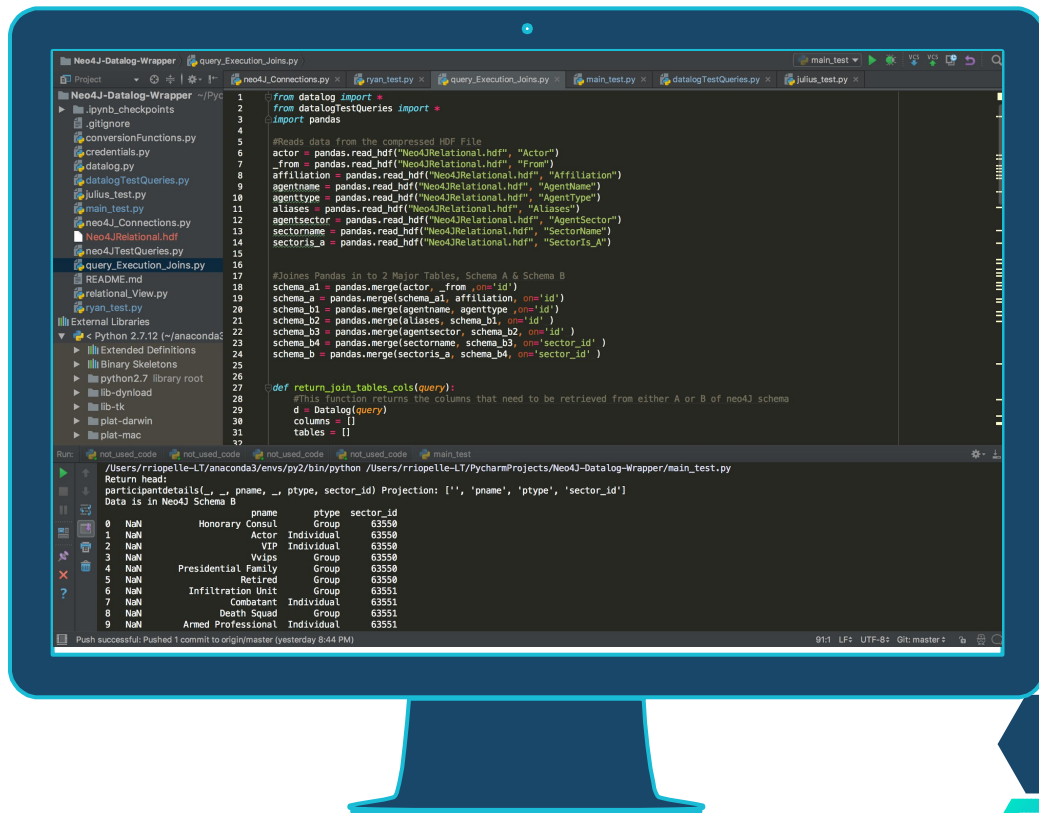 Neo4J-Datalog-Wrapper query_Execution_Joins.py main_test VCS VCS
Project neo4J_Connections.py ryan_test.py query_Execution_Joins.py main_test.py datalogTestQueries.py julius_test.py
Neo4J-Datalog-Wrapper ~/Pyc
.ipynb_checkpoints
.gitignore
conversionFunctions.py
credentials.py
datalog.py
datalogTestQueries.py
julius_test.py
main_test.py
neo4J_Connections.py
Neo4JRelational.hdf
neo4JTestQueries.py
query_Execution_Joins.py
README.md
relational_View.py
ryan_test.py
External Libraries
< Python 2.7.12 (~/anaconda3
Extended Definitions
Binary Skeletons
python2.7 library root
lib-dynload
lib-tk
plat-darwin
plat-mac
1 from datalog import *
2 from datalogTestQueries import *
3 import pandas
4
5 #Reads data from the compressed HDF File
6 actor = pandas.read_hdf("Neo4JRelational.hdf", "Actor")
7 _from = pandas.read_hdf("Neo4JRelational.hdf", "From")
8 affiliation = pandas.read_hdf("Neo4JRelational.hdf", "Affiliation")
9 agentname = pandas.read_hdf("Neo4JRelational.hdf", "AgentName")
10 agenttype = pandas.read_hdf("Neo4JRelational.hdf", "AgentType")
11 aliases = pandas.read_hdf("Neo4JRelational.hdf", "Aliases")
12 agentsector = pandas.read_hdf("Neo4JRelational.hdf", "AgentSector")
13 sectorname = pandas.read_hdf("Neo4JRelational.hdf", "SectorName")
14 sectoris_a = pandas.read_hdf("Neo4JRelational.hdf", "SectorIs_A")
15
16
17 #Joines Pandas in to 2 Major Tables, Schema A & Schema B
18 schema_a1 = pandas.merge(actor, _from ,on='id')
19 schema_a = pandas.merge(schema_a1, affiliation, on='id')
20 schema_b1 = pandas.merge(agentname, agenttype ,on='id')
21 schema_b2 = pandas.merge(aliases, schema_b1, on='id' )
22 schema_b3 = pandas.merge(agentsector, schema_b2, on='id' )
23 schema_b4 = pandas.merge(sectorname, schema_b3, on='sector_id' )
24 schema_b = pandas.merge(sectoris_a, schema_b4, on='sector_id' )
25
26
27 def return_join_tables_cols(query):
28 #This function returns the columns that need to be retrieved from either A or B of neo4J schema
29 d = Datalog(query)
30 columns = []
31 tables = []
32
Run: not_used_code not_used_code not_used_code not_used_code main_test
/Users/rriopelle-LT/anaconda3/envs/py2/bin/python /Users/rriopelle-LT/PycharmProjects/Neo4J-Datalog-Wrapper/main_test.py
Return head:
participantdetails(_, _, pname, _, ptype, sector_id) Projection: ['', 'pname', 'ptype', 'sector_id']
Data is in Neo4J Schema B
pname ptype sector_id
0 NaN Honorary Consul Group 63550
1 NaN Actor Individual 63550
2 NaN VIP Individual 63550
3 NaN Vvips Group 63550
4 NaN Presidential Family Group 63550
5 NaN Retired Group 63550
6 NaN Infiltration Unit Group 63551
7 NaN Combatant Individual 63551
8 NaN Death Squad Group 63551
9 NaN Armed Professional Individual 63551
Push successful: Pushed 1 commit to origin/master (yesterday 8:44 PM) 91:1 LF UTF-8 Git: master